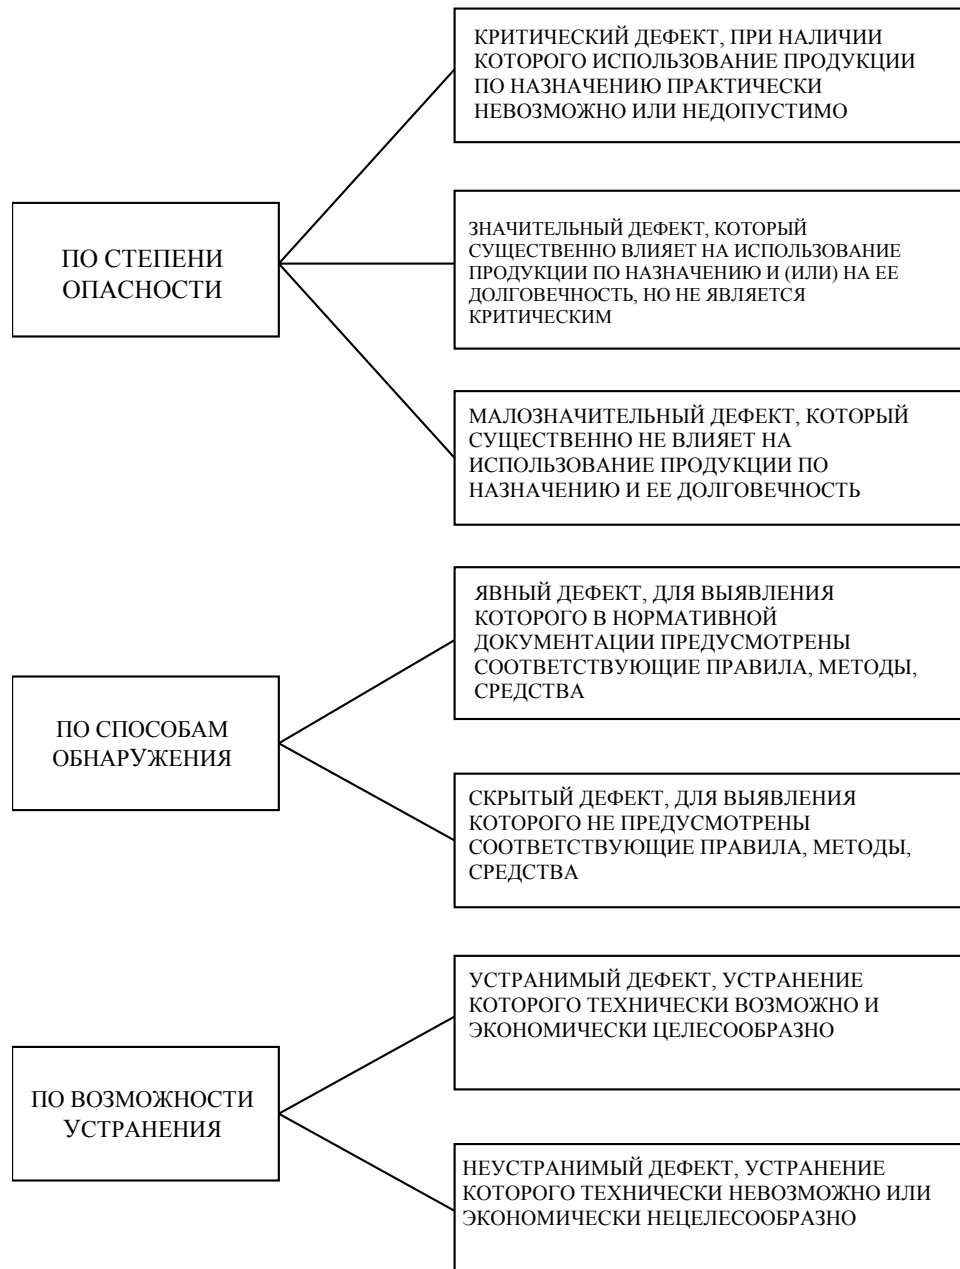 КРИТИЧЕСКИЙ ДЕФЕКТ, ПРИ НАЛИЧИИ
КОТОРОГО ИСПОЛЬЗОВАНИЕ ПРОДУКЦИИ
ПО НАЗНАЧЕНИЮ ПРАКТИЧЕСКИ
НЕВОЗМОЖНО ИЛИ НЕДОПУСТИМО
ПО СТЕПЕНИ
ОПАСНОСТИ
ЗНАЧИТЕЛЬНЫЙ ДЕФЕКТ, КОТОРЫЙ
СУЩЕСТВЕННО ВЛИЯЕТ НА ИСПОЛЬЗОВАНИЕ
ПРОДУКЦИИ ПО НАЗНАЧЕНИЮ И (ИЛИ) НА ЕЕ
ДОЛГОВЕЧНОСТЬ, НО НЕ ЯВЛЯЕТСЯ
КРИТИЧЕСКИМ
МАЛОЗНАЧИТЕЛЬНЫЙ ДЕФЕКТ, КОТОРЫЙ
СУЩЕСТВЕННО НЕ ВЛИЯЕТ НА
ИСПОЛЬЗОВАНИЕ ПРОДУКЦИИ ПО
НАЗНАЧЕНИЮ И ЕЕ ДОЛГОВЕЧНОСТЬ
ЯВНЫЙ ДЕФЕКТ, ДЛЯ ВЫЯВЛЕНИЯ
КОТОРОГО В НОРМАТИВНОЙ
ДОКУМЕНТАЦИИ ПРЕДУСМОТРЕНЫ
СООТВЕТСТВУЮЩИЕ ПРАВИЛА, МЕТОДЫ,
СРЕДСТВА
ПО СПОСОБАМ
ОБНАРУЖЕНИЯ
СКРЫТЫЙ ДЕФЕКТ, ДЛЯ ВЫЯВЛЕНИЯ
КОТОРОГО НЕ ПРЕДУСМОТРЕНЫ
СООТВЕТСТВУЮЩИЕ ПРАВИЛА, МЕТОДЫ,
СРЕДСТВА
УСТРАНИМЫЙ ДЕФЕКТ, УСТРАНЕНИЕ
КОТОРОГО ТЕХНИЧЕСКИ ВОЗМОЖНО И
ЭКОНОМИЧЕСКИ ЦЕЛЕСООБРАЗНО
ПО ВОЗМОЖНОСТИ
УСТРАНЕНИЯ
НЕУСТРАНИМЫЙ ДЕФЕКТ, УСТРАНЕНИЕ
КОТОРОГО ТЕХНИЧЕСКИ НЕВОЗМОЖНО ИЛИ
ЭКОНОМИЧЕСКИ НЕЦЕЛЕСООБРАЗНО